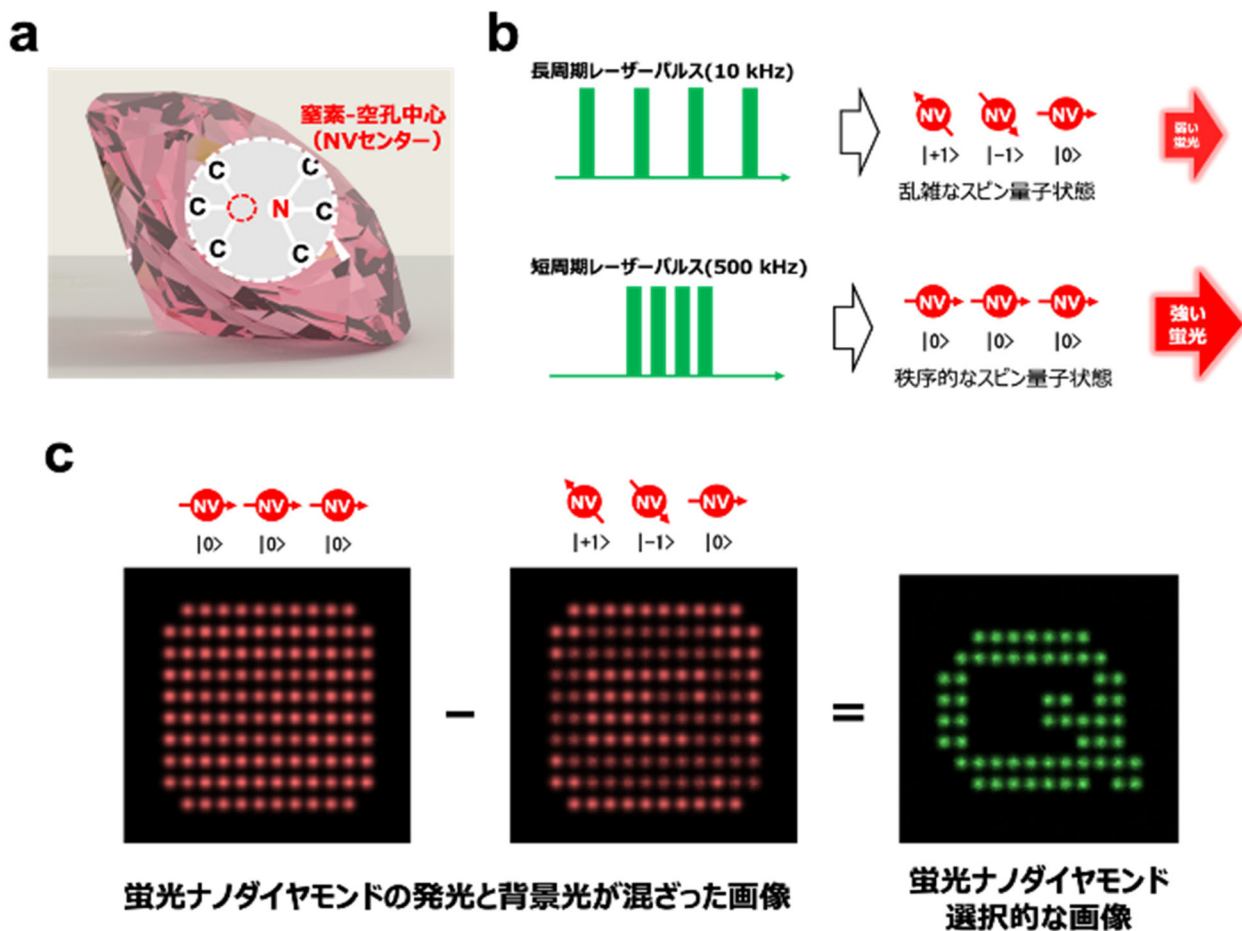 a
窒素-空孔中心
(NVセンター)
C
C
C
N
C
C
C
b
長周期レーザーパルス(10 kHz)
NV
NV
NV
|+1>
|-1>
|0>
乱雑なスピン量子状態
弱い
蛍光
短周期レーザーパルス(500 kHz)
NV
NV
NV
|0>
|0>
|0>
秩序的なスピン量子状態
強い
蛍光
c
NV
NV
NV
|0>
|0>
|0>
NV
NV
NV
|+1>
|-1>
|0>
−
=
蛍光ナノダイヤモンドの発光と背景光が混ざった画像
蛍光ナノダイヤモンド
選択的な画像